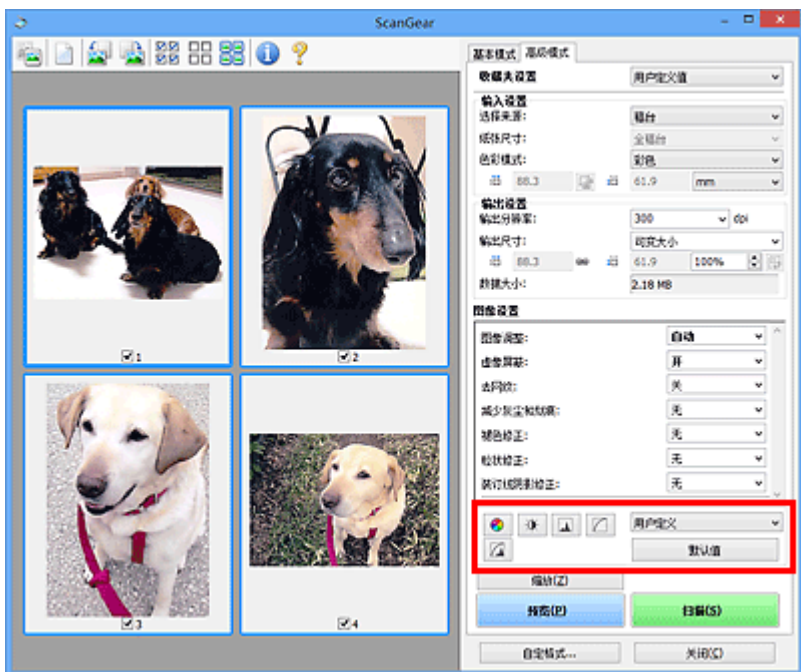 ScanGear
基本模式 高级模式
收藏夹设置 用户定义值
输入设置
选择来源: 稿台
纸张尺寸: 全稿台
色彩模式: 彩色
88.3 61.9 mm
输出设置
输出分辨率: 300 dpi
输出尺寸: 可变大小
88.3 61.9 100%
数据大小: 2.18 MB
图像设置
图像调整: 自动
虚像屏蔽: 开
去网纹: 关
减少灰尘和划痕: 无
褪色修正: 无
粒状修正: 无
装订线阴影修正: 无
用户定义
默认值
缩放(Z)
预览(P) 扫描(S)
自定模式... 关闭(C)
1
2
3
4